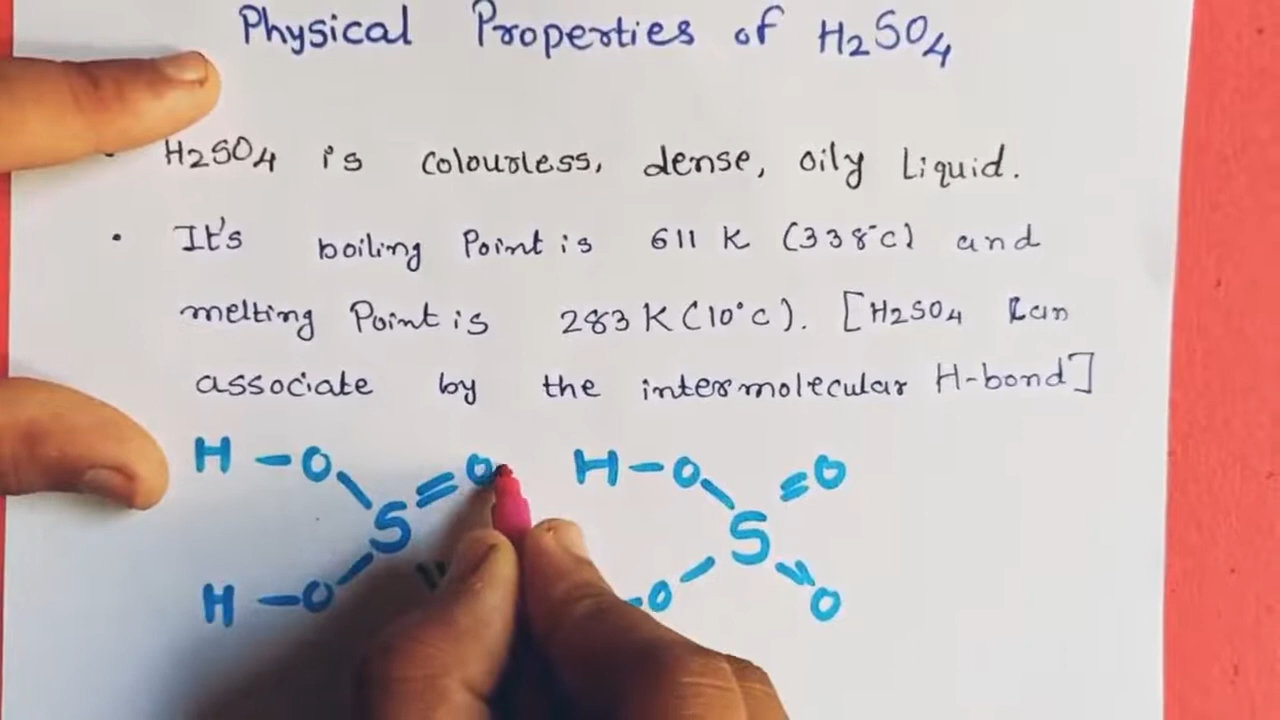 Physical Properties of H2SO4
• H2SO4 is colourless, dense, oily Liquid.
• It's boiling Point is 611 K (338°C) and
melting Point is 283 K (10°C). [H2SO4 can
associate by the intermolecular H-bond]
H-O =O H-O =O
S S
H-O -O O